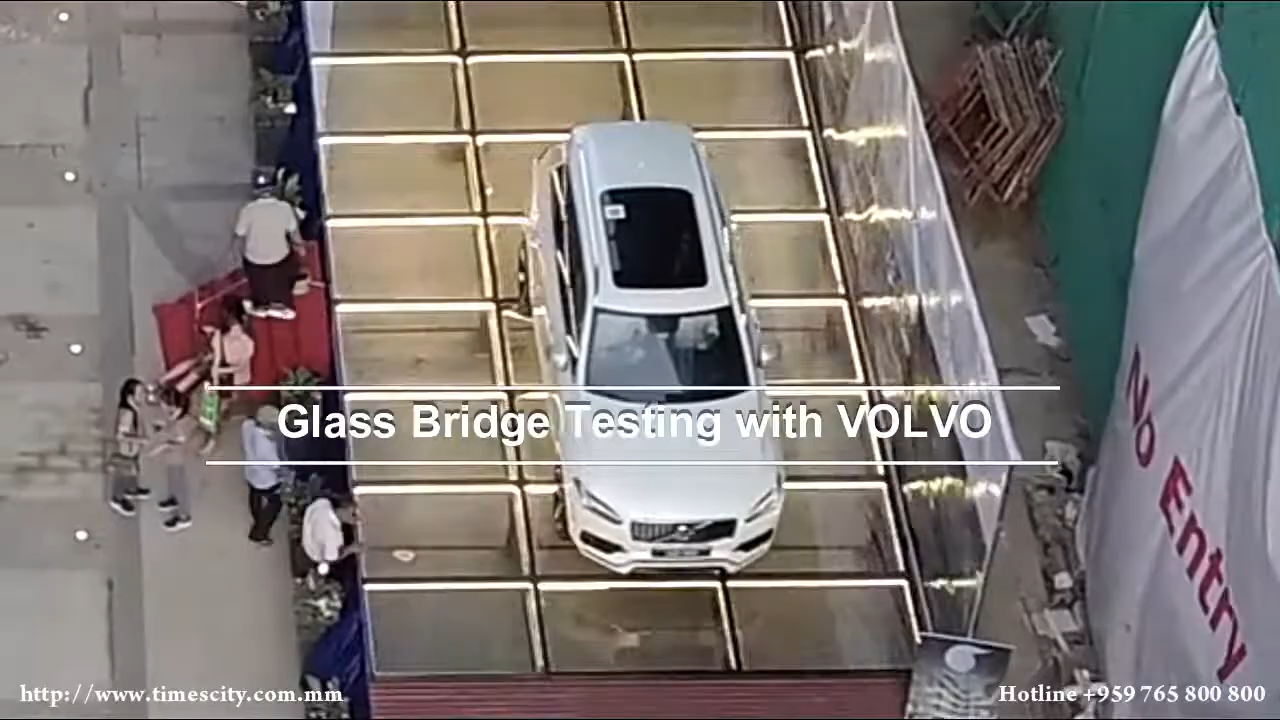 Glass Bridge Testing with VOLVO
No Entry
http://www.timescity.com.mm
Hotline +959 765 800 800